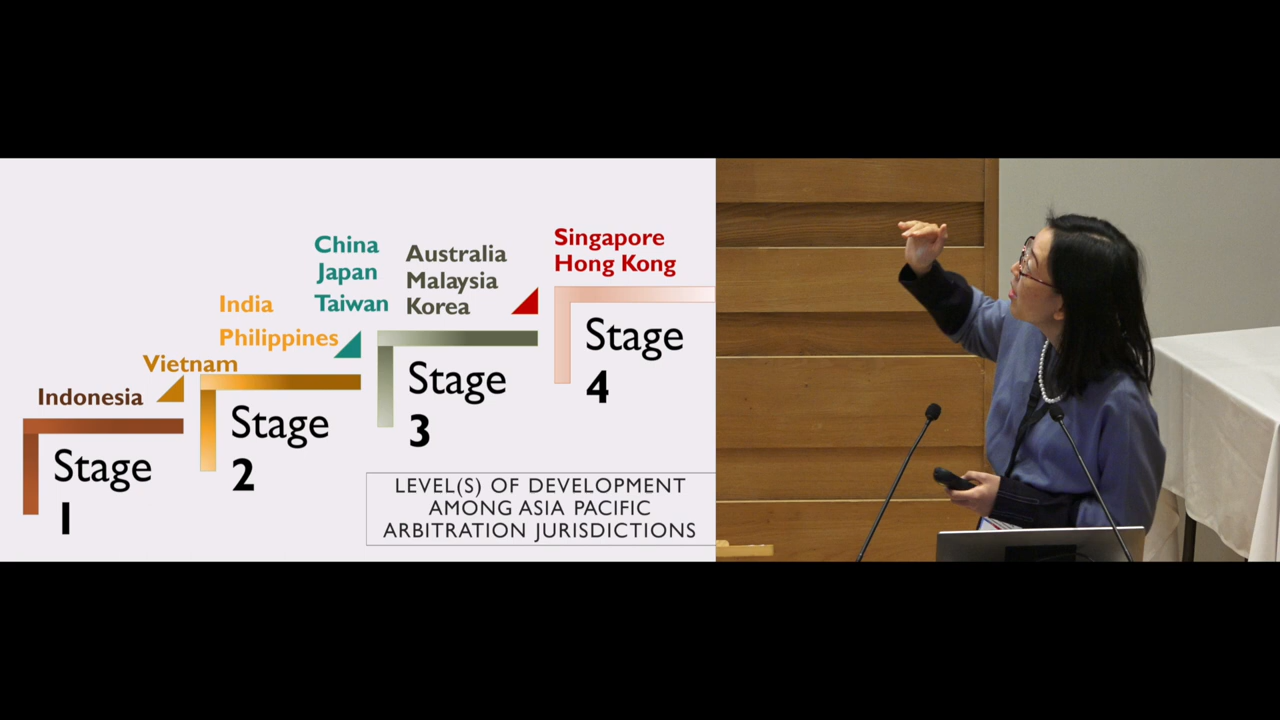 Indonesia
Stage
1
Vietnam
India
Philippines
Stage
2
China
Japan
Taiwan
Australia
Malaysia
Korea
Stage
3
Singapore
Hong Kong
Stage
4
LEVEL(S) OF DEVELOPMENT
AMONG ASIA PACIFIC
ARBITRATION JURISDICTIONS